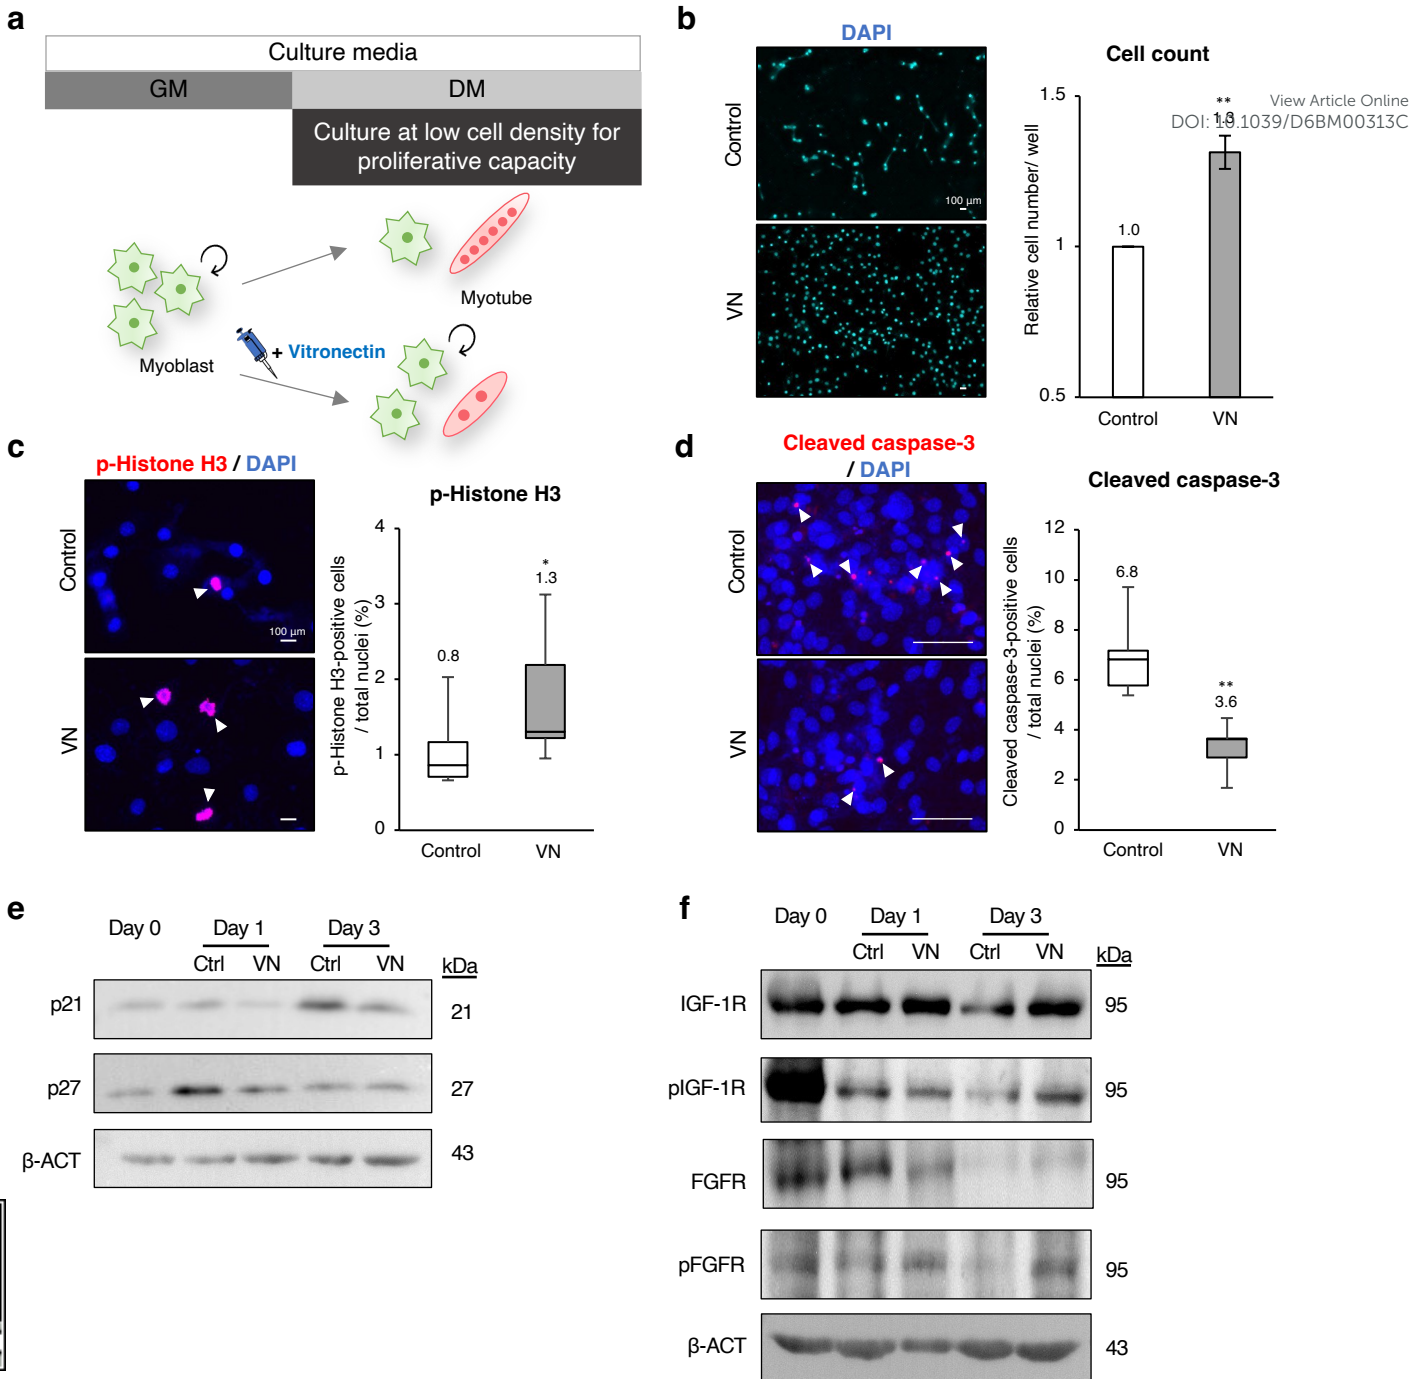 a
Culture media
GM
DM
Culture at low cell density for
proliferative capacity
Myotube
Myoblast
+ Vitronectin
b
DAPI
Control
100 µm
VN
Cell count
View Article Online
DOI: 10.1039/D6BM00313C
Relative cell number/ well
1.5
1
0.5
1.0
**
1.3
Control
VN
c
p-Histone H3 / DAPI
Control
100 µm
VN
p-Histone H3
p-Histone H3-positive cells
/ total nuclei (%)
4
3
2
1
0
0.8
*
1.3
Control
VN
d
Cleaved caspase-3
/ DAPI
Control
VN
Cleaved caspase-3
Cleaved caspase-3-positive cells
/ total nuclei (%)
12
10
8
6
4
2
0
6.8
**
3.6
Control
VN
e
Day 0
Day 1
Day 3
Ctrl
VN
Ctrl
VN
kDa
p21
21
p27
27
β-ACT
43
f
Day 0
Day 1
Day 3
Ctrl
VN
Ctrl
VN
kDa
IGF-1R
95
pIGF-1R
95
FGFR
95
pFGFR
95
β-ACT
43